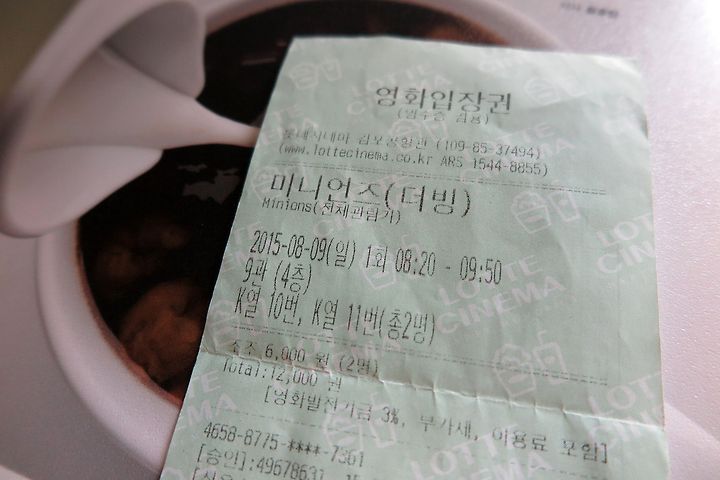 영화입장권
(영수증 겸용)
롯데시네마 김포공항관 (109-85-37494)
(www.lottecinema.co.kr ARS 1544-8855)
미니언즈(더빙)
Minions(전체관람가)
2015-08-09(일) 1회 08:20 - 09:50
9관 (4층)
K열 10번, K열 11번(총2명)
6,000 원 (2명)
Total:12,000 원
[영화발전기금 3%, 부가세, 이용료 포함]
4658-8775-****-7361
[승인]:49678631
LOTTE CINEMA